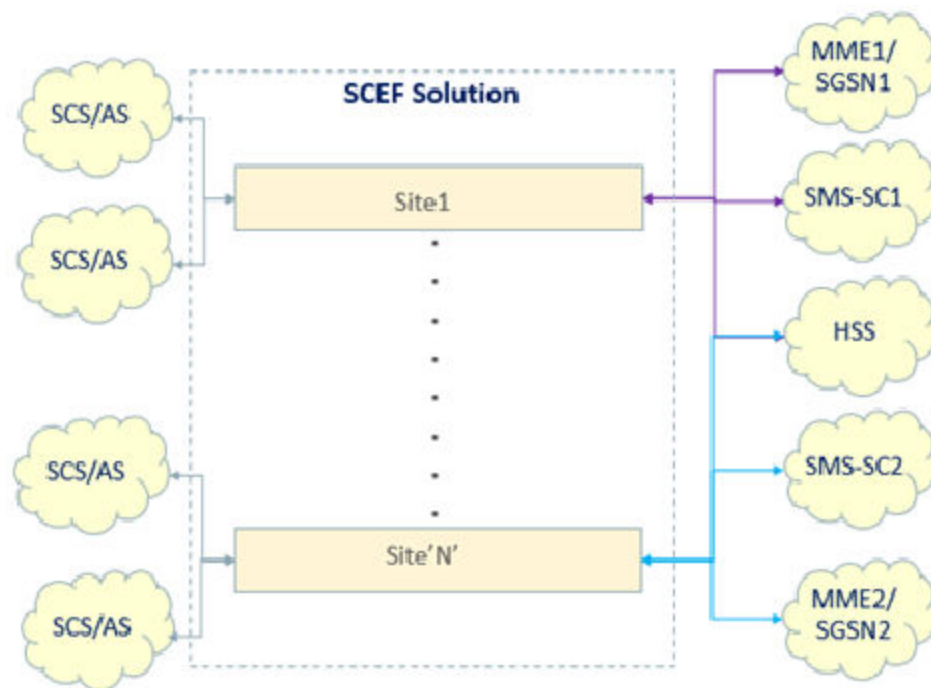 SCEF Solution
SCS/AS
SCS/AS
Site1
SCS/AS
SCS/AS
Site'N'
MME1/
SGSN1
SMS-SC1
HSS
SMS-SC2
MME2/
SGSN2